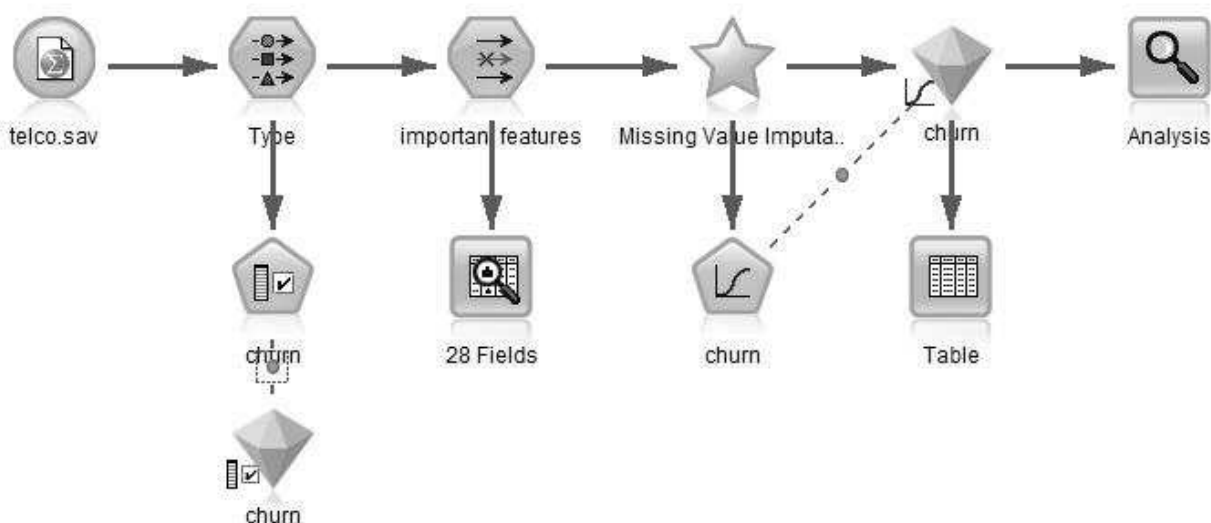 telco.sav
Type
important features
Missing Value Imputa..
churn
Analysis
churn
28 Fields
churn
Table
churn